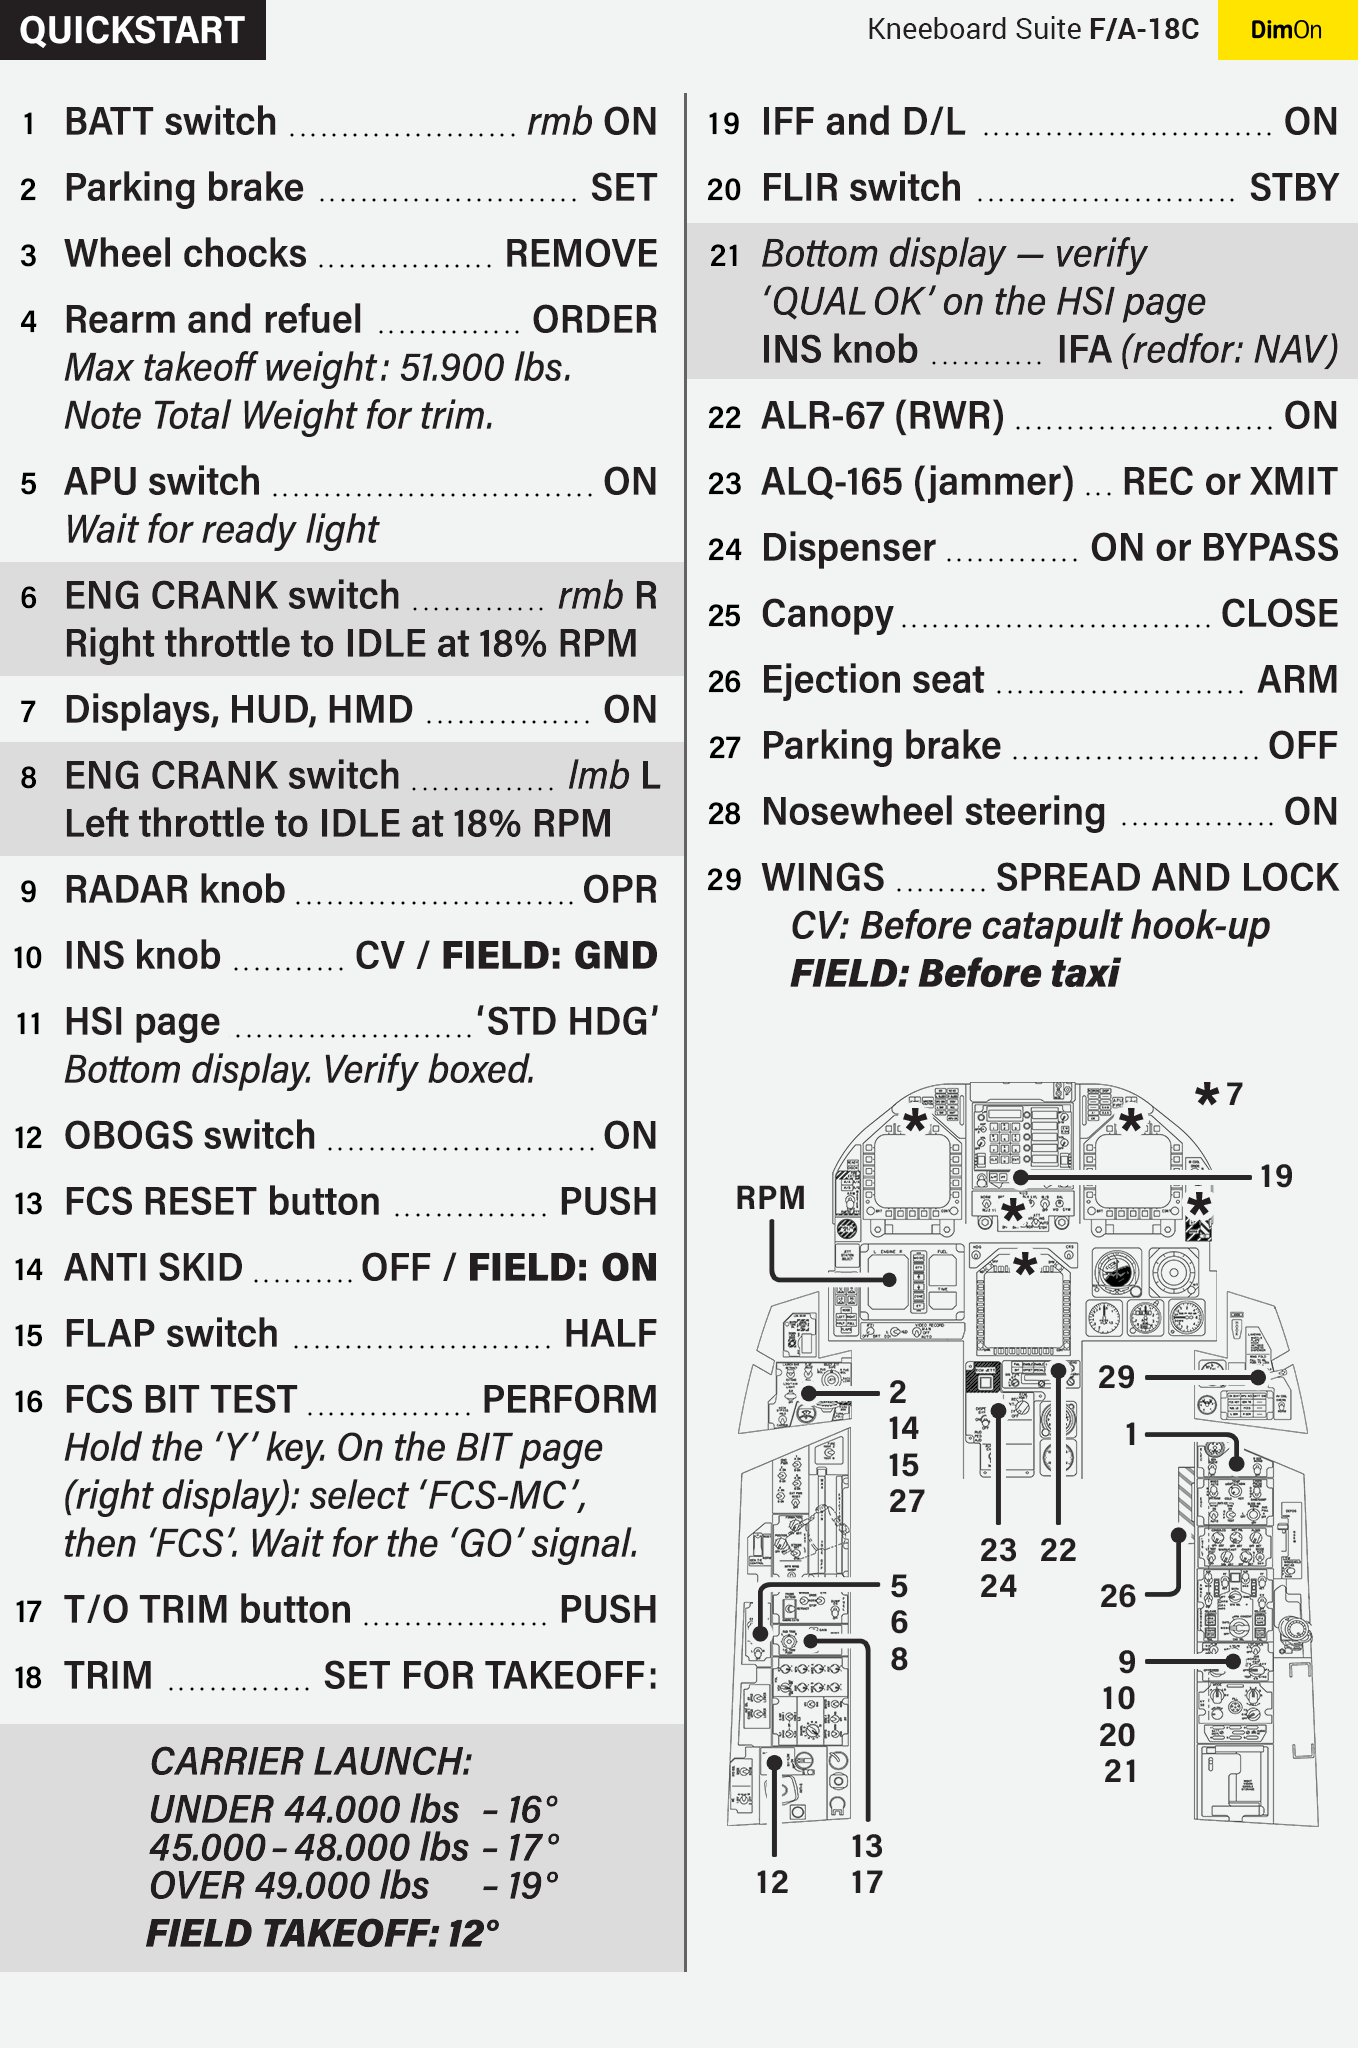 QUICKSTART
Kneeboard Suite F/A-18C
DimOn
1 BATT switch ...................... rmb ON
2 Parking brake ......................... SET
3 Wheel chocks ................. REMOVE
4 Rearm and refuel .............. ORDER
Max takeoff weight: 51.900 lbs.
Note Total Weight for trim.
5 APU switch ............................... ON
Wait for ready light
6 ENG CRANK switch ............. rmb R
Right throttle to IDLE at 18% RPM
7 Displays, HUD, HMD ................ ON
8 ENG CRANK switch .............. lmb L
Left throttle to IDLE at 18% RPM
9 RADAR knob ........................... OPR
10 INS knob ........... CV / FIELD: GND
11 HSI page .......................'STD HDG'
Bottom display. Verify boxed.
12 OBOGS switch .......................... ON
13 FCS RESET button ............... PUSH
14 ANTI SKID .......... OFF / FIELD: ON
15 FLAP switch ......................... HALF
16 FCS BIT TEST ................ PERFORM
Hold the 'Y' key. On the BIT page
(right display): select 'FCS-MC',
then 'FCS'. Wait for the 'GO' signal.
17 T/O TRIM button .................. PUSH
18 TRIM .............. SET FOR TAKEOFF:
CARRIER LAUNCH:
UNDER 44.000 lbs – 16°
45.000 – 48.000 lbs – 17°
OVER 49.000 lbs – 19°
FIELD TAKEOFF: 12°
19 IFF and D/L ............................ ON
20 FLIR switch ......................... STBY
21 Bottom display — verify
'QUAL OK' on the HSI page
INS knob ........... IFA (redfor: NAV)
22 ALR-67 (RWR) ......................... ON
23 ALQ-165 (jammer) ... REC or XMIT
24 Dispenser ............. ON or BYPASS
25 Canopy .............................. CLOSE
26 Ejection seat ........................ ARM
27 Parking brake ........................ OFF
28 Nosewheel steering ............... ON
29 WINGS ......... SPREAD AND LOCK
CV: Before catapult hook-up
FIELD: Before taxi
* 7
19
RPM
29
2
14
15
27
1
23
24
22
26
5
6
8
9
10
20
21
13
17
12